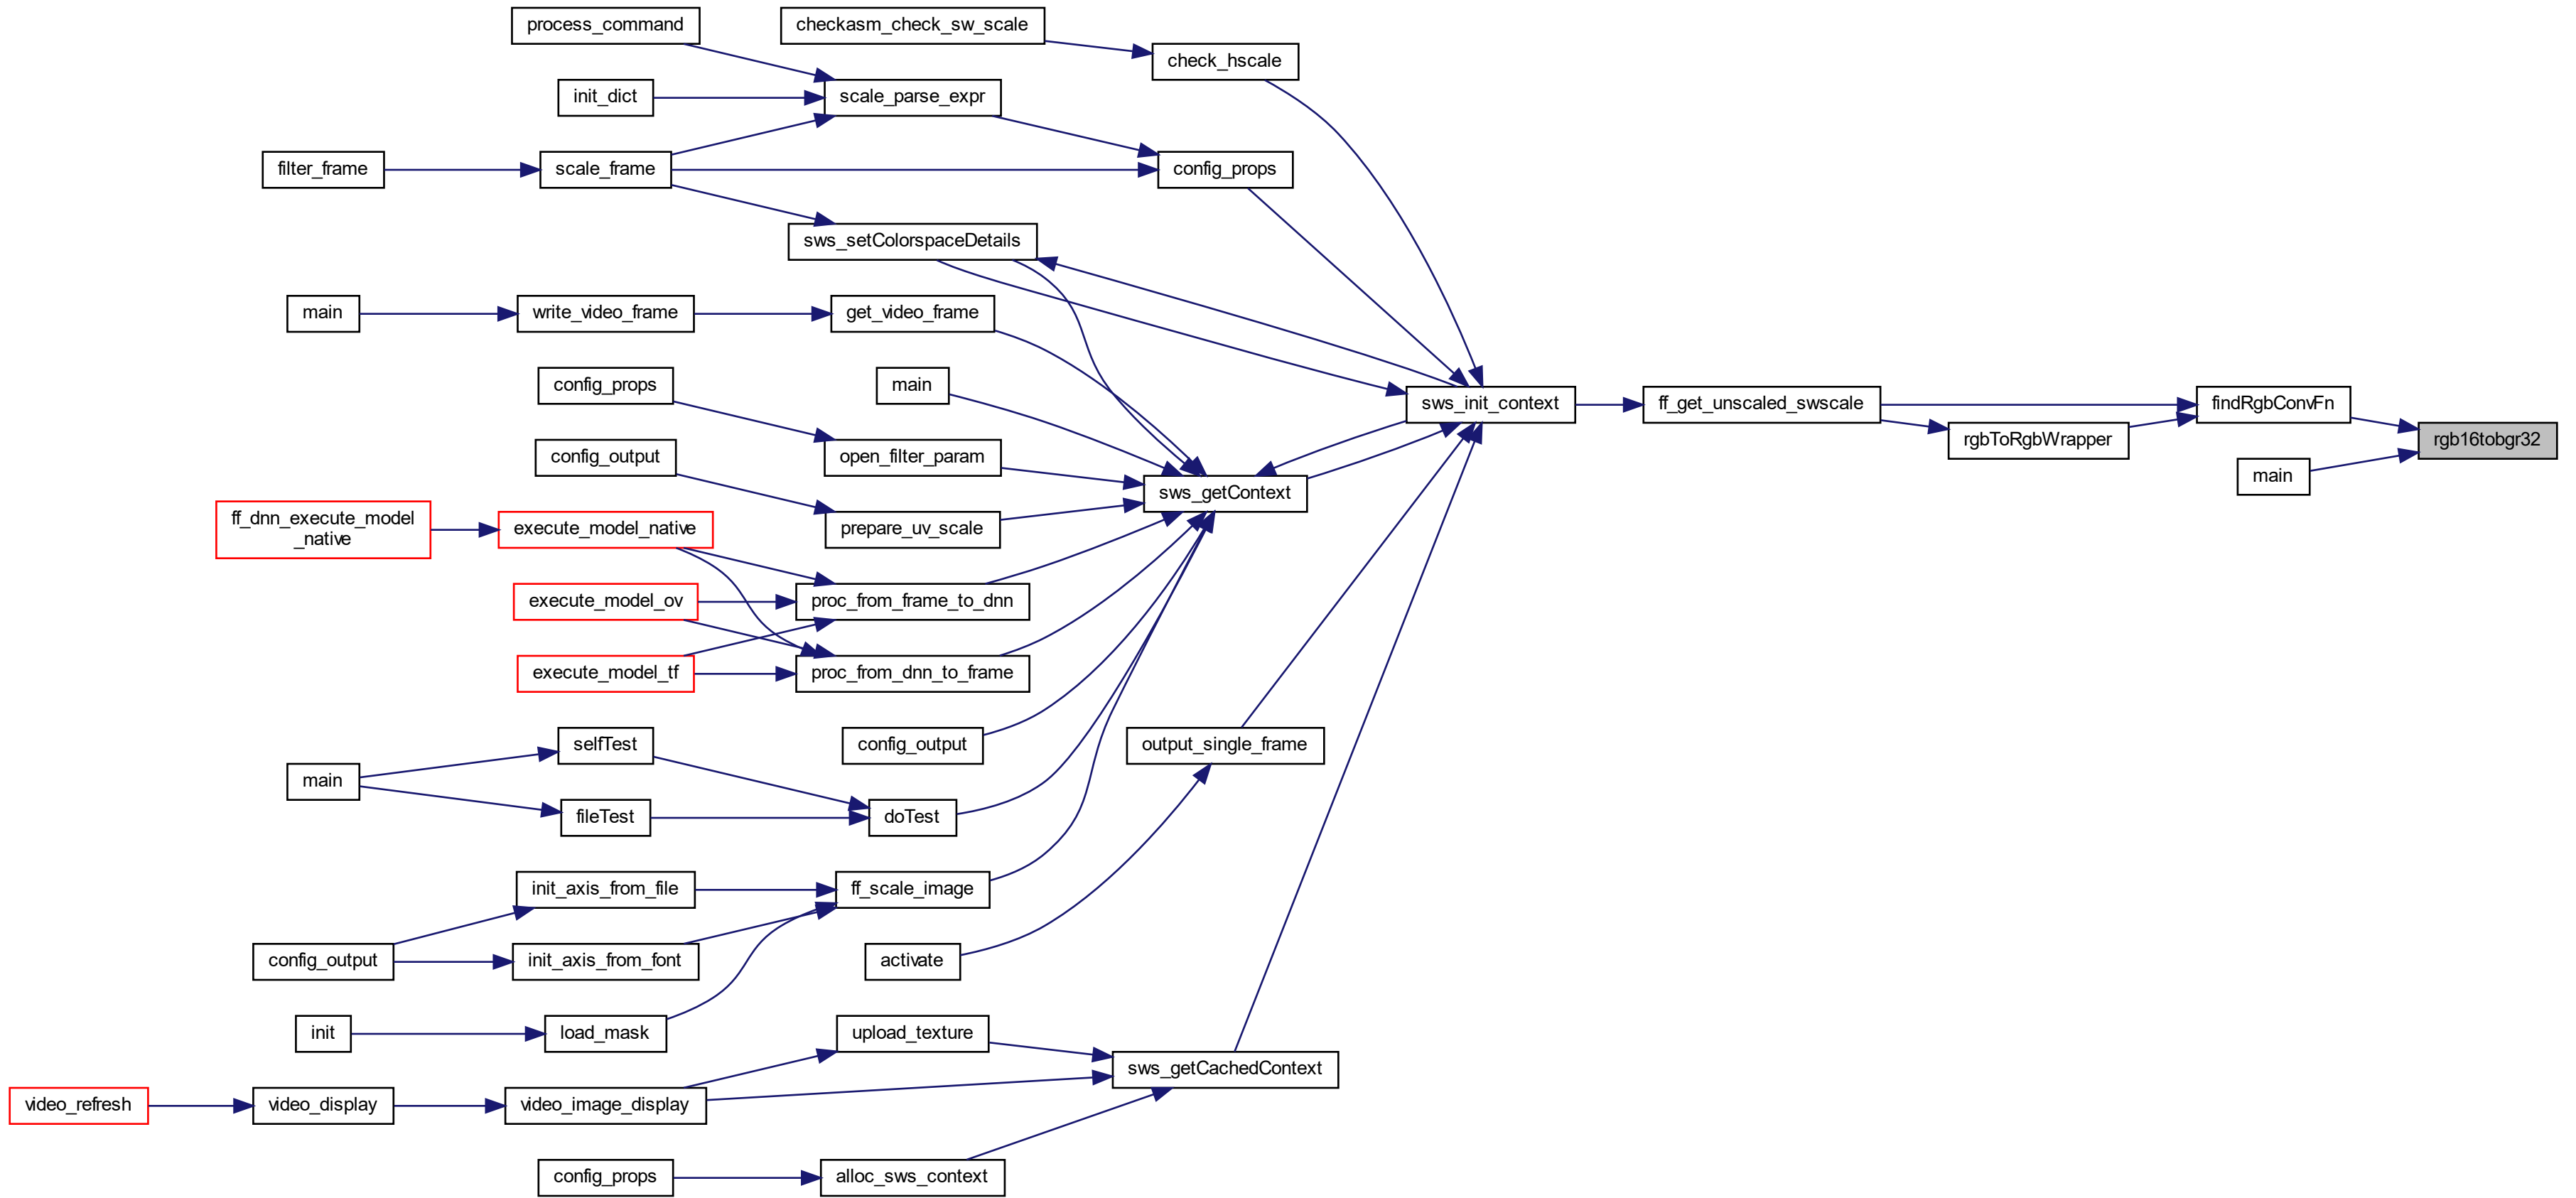 process_command
checkasm_check_sw_scale
check_hscale
init_dict
scale_parse_expr
filter_frame
scale_frame
config_props
sws_setColorspaceDetails
main
write_video_frame
get_video_frame
config_props
main
sws_init_context
ff_get_unscaled_swscale
findRgbConvFn
rgbToRgbWrapper
rgb16tobgr32
config_output
open_filter_param
main
sws_getContext
ff_dnn_execute_model
_native
execute_model_native
prepare_uv_scale
execute_model_ov
proc_from_frame_to_dnn
execute_model_tf
proc_from_dnn_to_frame
selfTest
config_output
output_single_frame
main
fileTest
doTest
init_axis_from_file
ff_scale_image
config_output
init_axis_from_font
activate
init
load_mask
upload_texture
sws_getCachedContext
video_refresh
video_display
video_image_display
config_props
alloc_sws_context